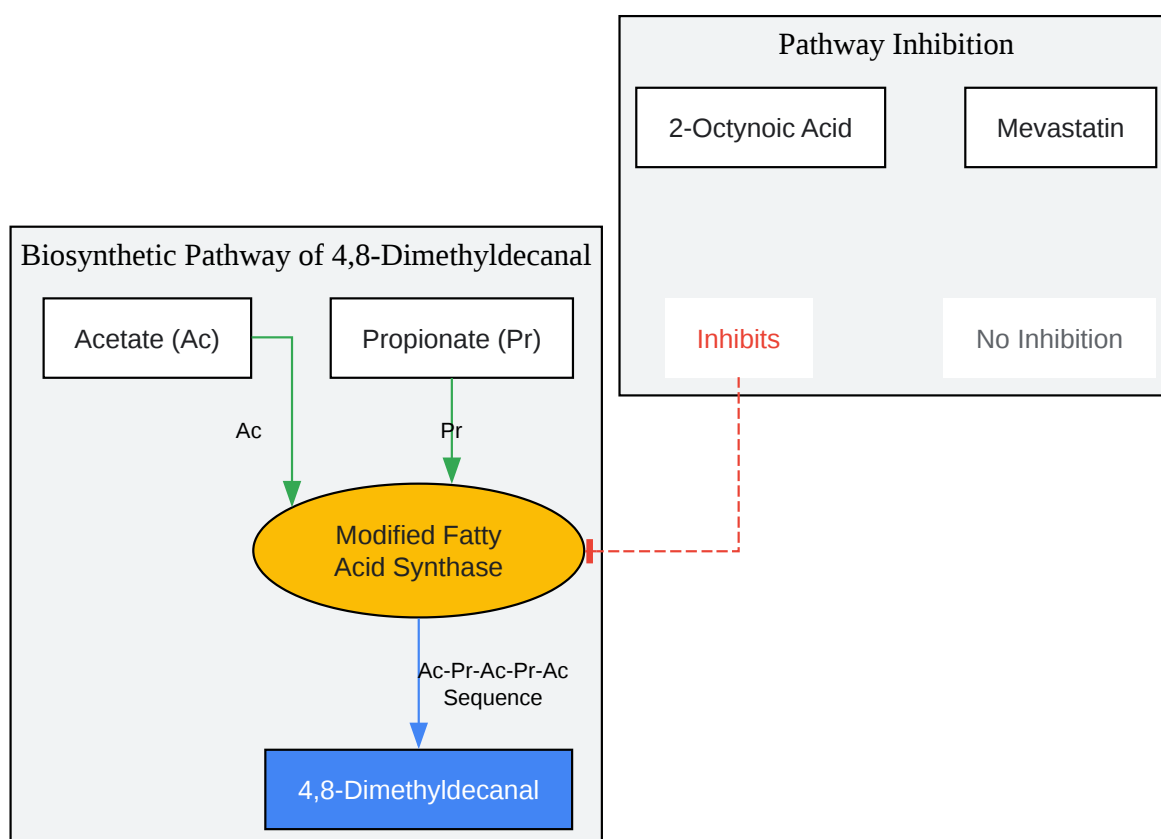 Pathway Inhibition
2-Octynoic Acid
Mevastatin
Inhibits
No Inhibition
Biosynthetic Pathway of 4,8-Dimethyldecanal
Acetate (Ac)
Propionate (Pr)
Ac
Pr
Modified Fatty
Acid Synthase
Ac-Pr-Ac-Pr-Ac
Sequence
4,8-Dimethyldecanal